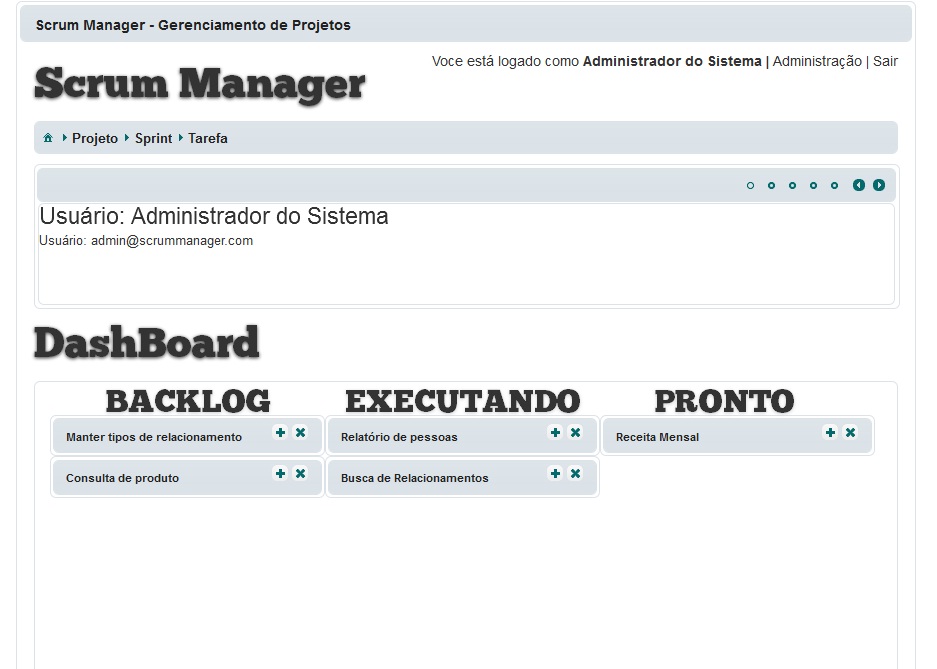 Scrum Manager - Gerenciamento de Projetos
Voce está logado como Administrador do Sistema | Administração | Sair
Scrum Manager
Projeto Sprint Tarefa
Usuário: Administrador do Sistema
Usuário: admin@scrummanager.com
DashBoard
BACKLOG EXECUTANDO PRONTO
Manter tipos de relacionamento Relatório de pessoas Receita Mensal
Consulta de produto Busca de Relacionamentos